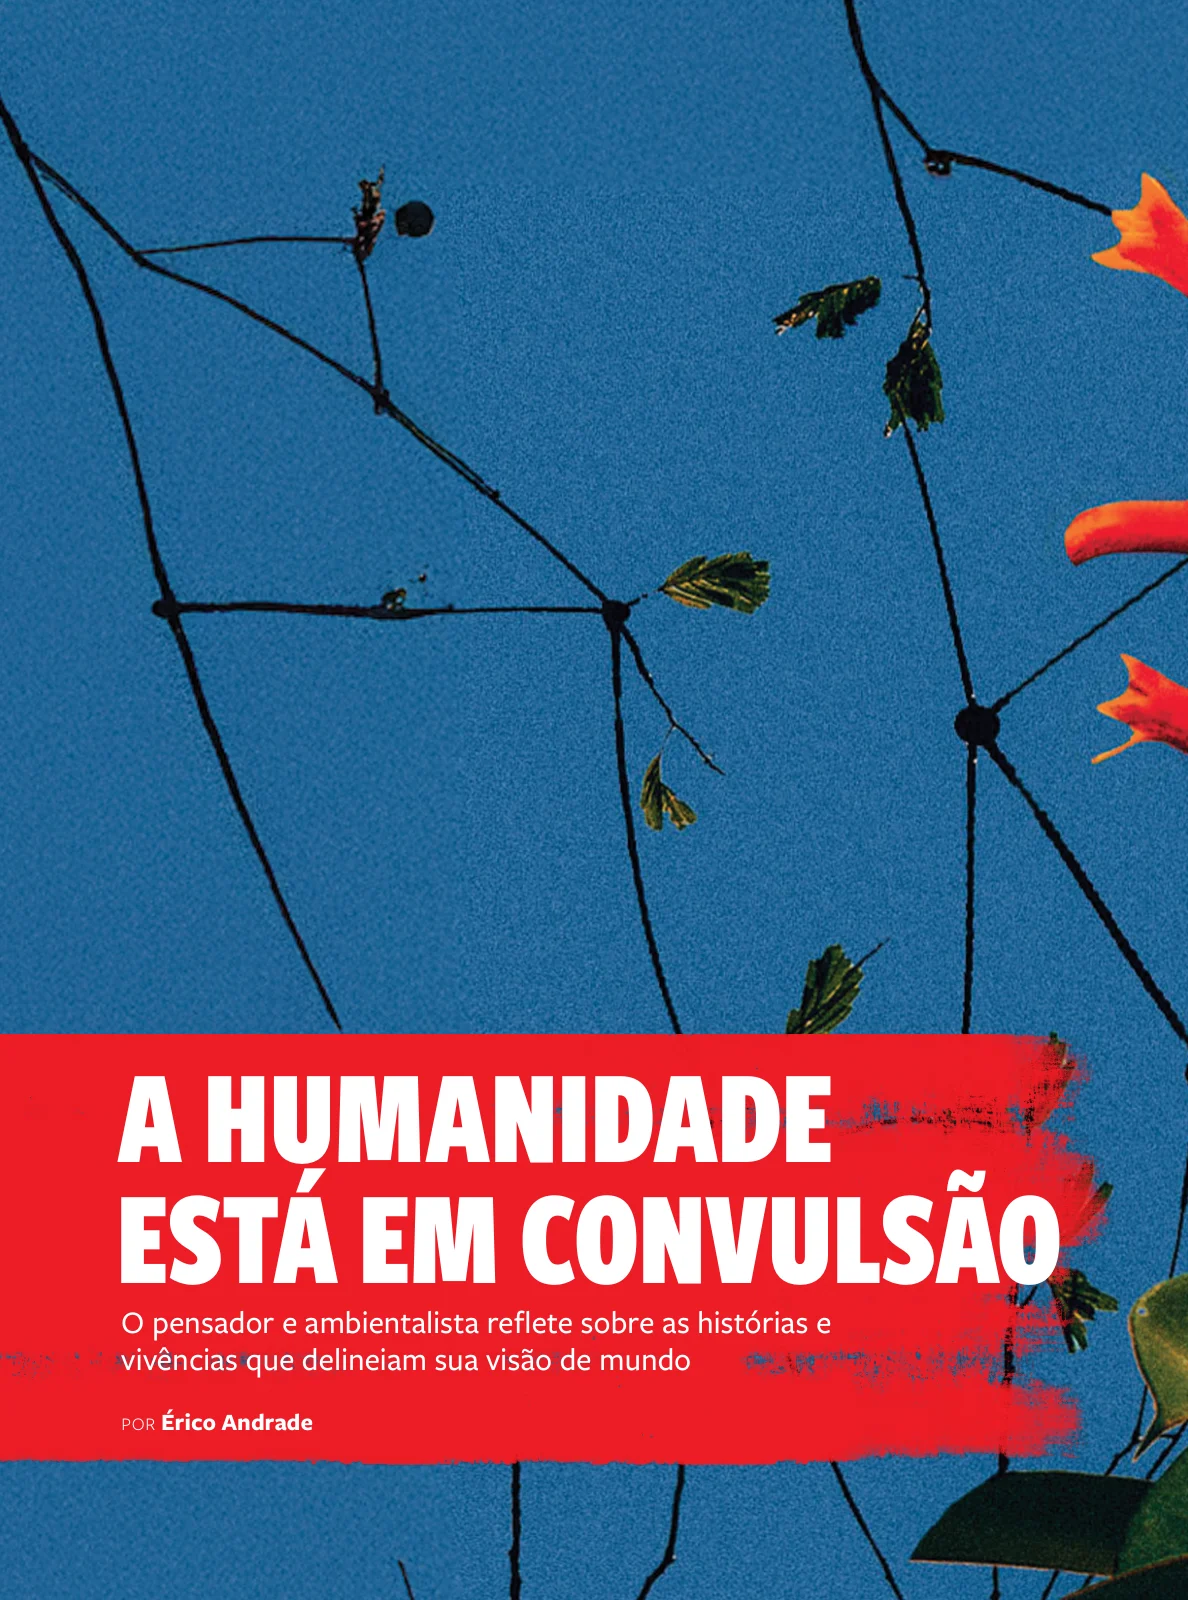 A HUMANIDADE
ESTÁ EM CONVULSÃO
O pensador e ambientalista reflete sobre as histórias e
vivências que delineiam sua visão de mundo
POR Érico Andrade